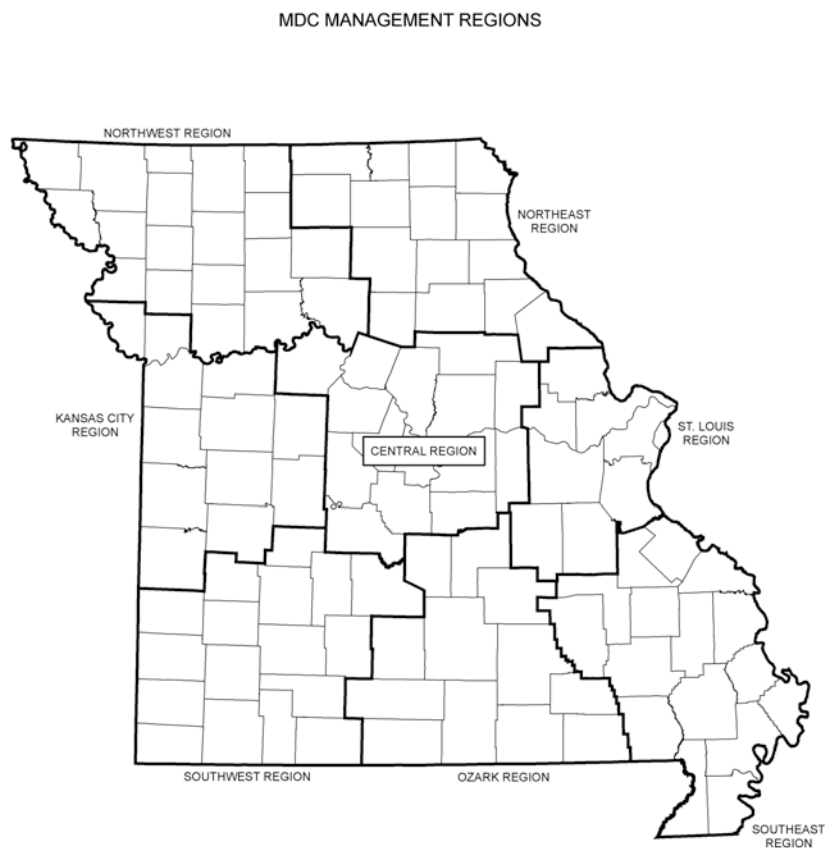 MDC MANAGEMENT REGIONS
NORTHWEST REGION
NORTHEAST
REGION
KANSAS CITY
REGION
ST. LOUIS
REGION
CENTRAL REGION
SOUTHWEST REGION
OZARK REGION
SOUTHEAST
REGION